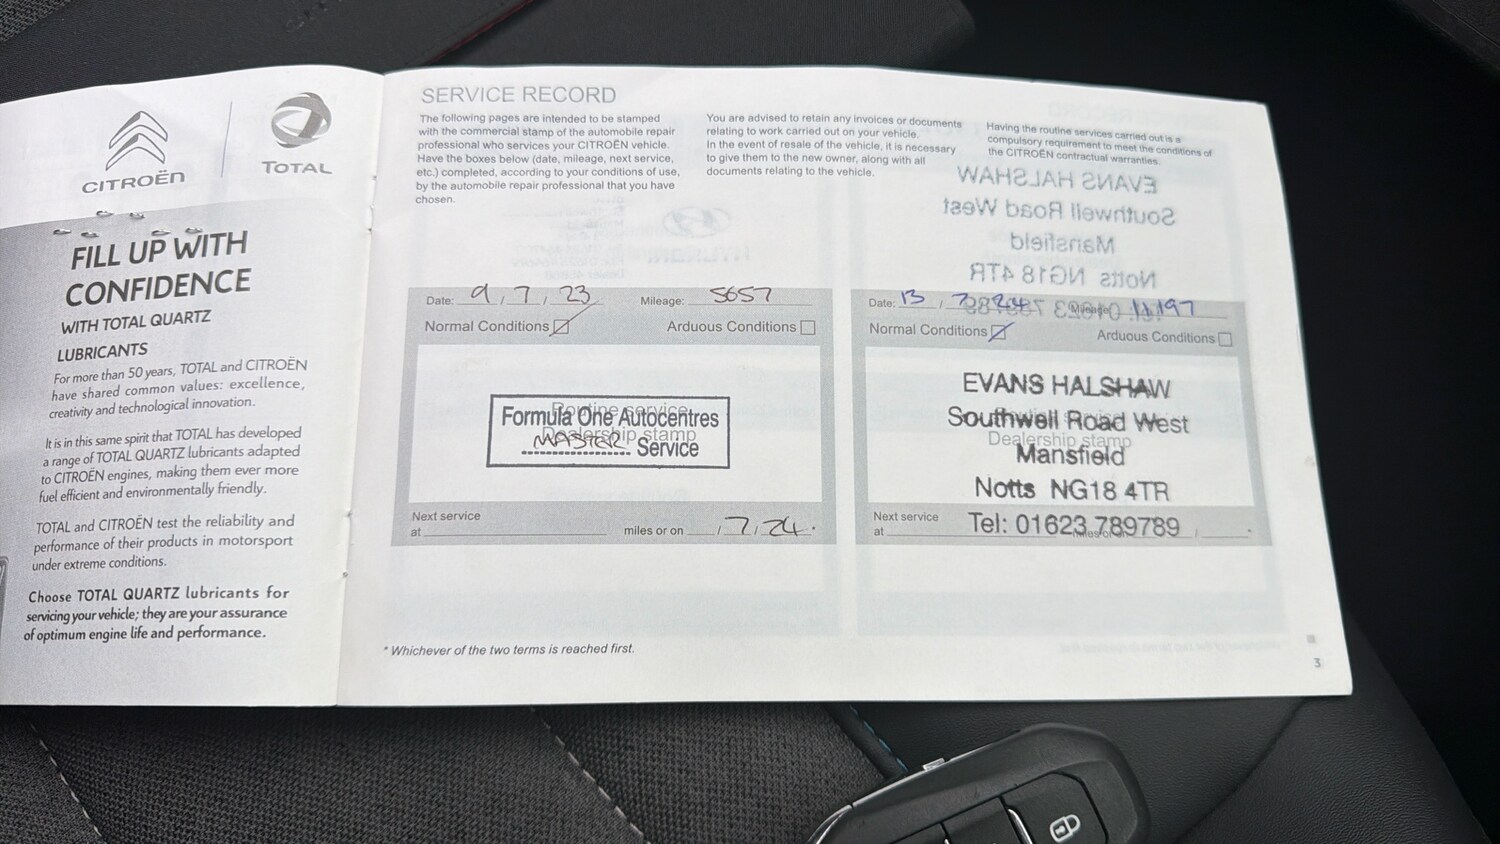 CITROËN
TOTAL
FILL UP WITH
CONFIDENCE
WITH TOTAL QUARTZ
LUBRICANTS
For more than 50 years, TOTAL and CITROËN
have shared common values: excellence,
creativity and technological innovation.
It is in this same spirit that TOTAL has developed
a range of TOTAL QUARTZ lubricants adapted
to CITROËN engines, making them ever more
fuel efficient and environmentally friendly.
TOTAL and CITROËN test the reliability and
performance of their products in motorsport
under extreme conditions.
Choose TOTAL QUARTZ lubricants for
servicing your vehicle; they are your assurance
of optimum engine life and performance.
SERVICE RECORD
The following pages are intended to be stamped
with the commercial stamp of the automobile repair
professional who services your CITROËN vehicle.
Have the boxes below (date, mileage, next service,
etc.) completed, according to your conditions of use,
by the automobile repair professional that you have
chosen.
You are advised to retain any invoices or documents
relating to work carried out on your vehicle.
In the event of resale of the vehicle, it is necessary
to give them to the new owner, along with all
documents relating to the vehicle.
Having the routine services carried out is a
compulsory requirement to meet the conditions of
the CITROËN contractual warranties.
Date: 9, 7, 23 Mileage: 5657
Normal Conditions Arduous Conditions
Routine service
Dealership stamp
Formula One Autocentres
MASTER Service
Next service
at miles or on , 7, 24.
Date: 13, 7, 24 Mileage: 11197
Normal Conditions Arduous Conditions
Dealership stamp
EVANS HALSHAW
Southwell Road West
Mansfield
Notts NG18 4TR
Tel: 01623 789789
Next service
at miles or on
* Whichever of the two terms is reached first.
3